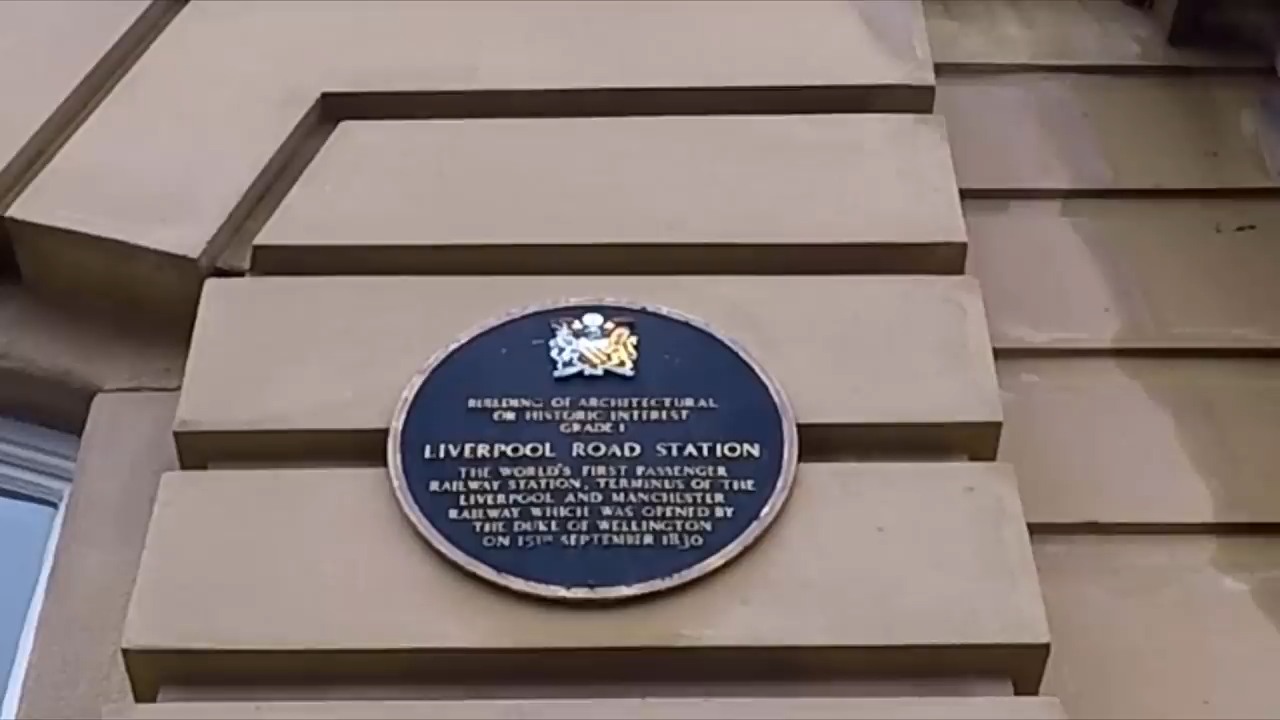 BUILDING OF ARCHITECTURAL
OR HISTORIC INTEREST
GRADE I
LIVERPOOL ROAD STATION
THE WORLD'S FIRST PASSENGER
RAILWAY STATION, TERMINUS OF THE
LIVERPOOL AND MANCHESTER
RAILWAY WHICH WAS OPENED BY
THE DUKE OF WELLINGTON
ON 15TH SEPTEMBER 1830